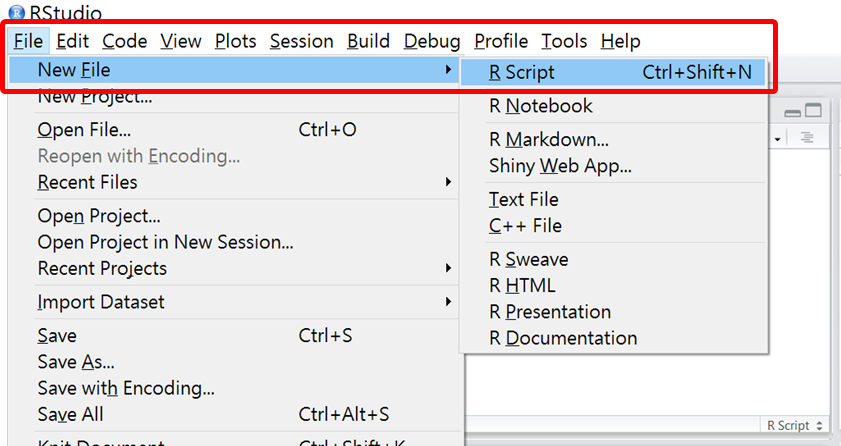 RStudio
File Edit Code View Plots Session Build Debug Profile Tools Help
New File
New Project...
Open File... Ctrl+O
Reopen with Encoding...
Recent Files
Open Project...
Open Project in New Session...
Recent Projects
Import Dataset
Save Ctrl+S
Save As...
Save with Encoding...
Save All Ctrl+Alt+S
Knit Document Ctrl+Shift+K
R Script Ctrl+Shift+N
R Notebook
R Markdown...
Shiny Web App...
Text File
C++ File
R Sweave
R HTML
R Presentation
R Documentation
R Script